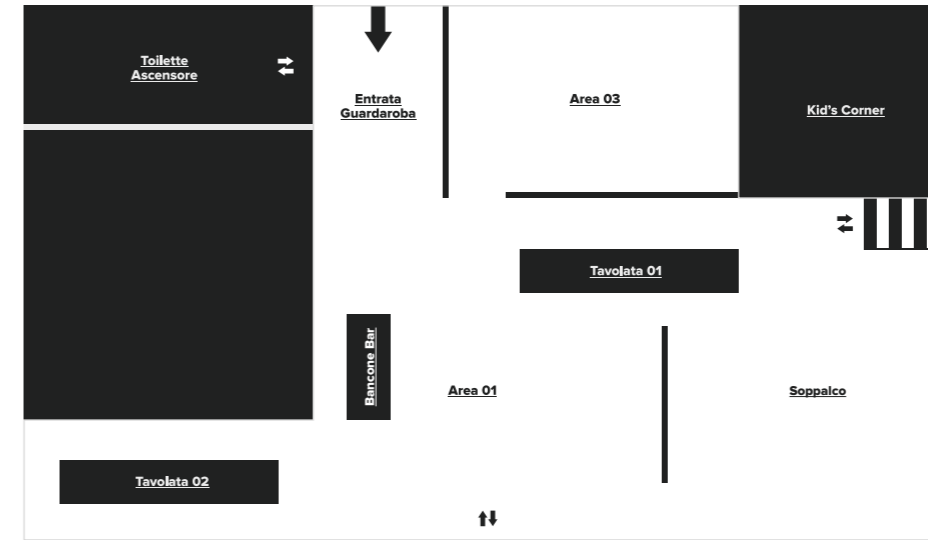 Toilette
Ascensore
Entrata
Guardaroba
Area 03
Kid's Corner
Tavolata 01
Bancone Bar
Area 01
Soppalco
Tavolata 02